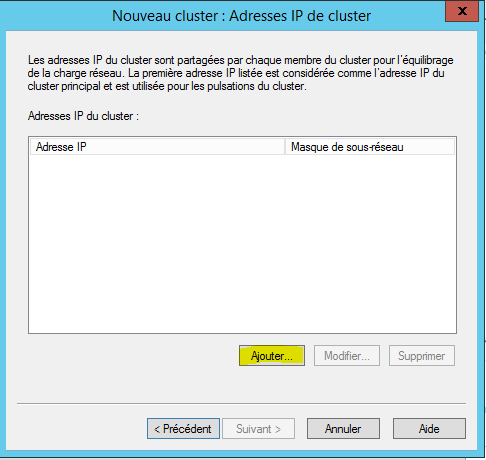 Nouveau cluster : Adresses IP de cluster
x
Les adresses IP du cluster sont partagées par chaque membre du cluster pour l'équilibrage
de la charge réseau. La première adresse IP listée est considérée comme l'adresse IP du
cluster principal et est utilisée pour les pulsations du cluster.
Adresses IP du cluster :
Adresse IP Masque de sous-réseau
Ajouter... Modifier... Supprimer
< Précédent Suivant > Annuler Aide